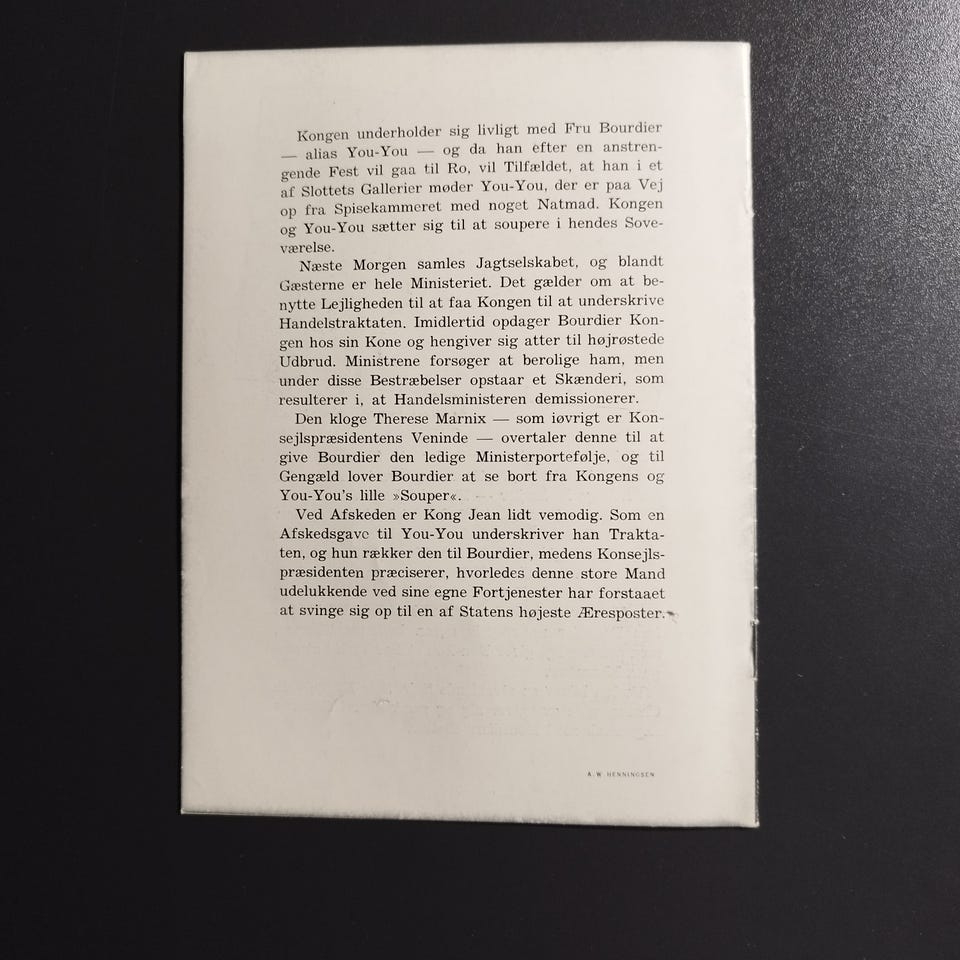 Kongen underholder sig livligt med Fru Bourdier
— alias You-You — og da han efter en anstren-
gende Fest vil gaa til Ro, vil Tilfældet, at han i et
af Slottets Gallerier møder You-You, der er paa Vej
op fra Spisekammeret med noget Natmad. Kongen
og You-You sætter sig til at soupere i hendes Sove-
værelse.
Næste Morgen samles Jagtselskabet, og blandt
Gæsterne er hele Ministeriet. Det gælder om at be-
nytte Lejligheden til at faa Kongen til at underskrive
Handelstraktaten. Imidlertid opdager Bourdier Kon-
gen hos sin Kone og hengiver sig atter til højrøstede
Udbrud. Ministrene forsøger at berolige ham, men
under disse Bestræbelser opstaar et Skænderi, som
resulterer i, at Handelsministeren demissionerer.
Den kloge Therese Marnix — som iøvrigt er Kon-
sejlspræsidentens Veninde — overtaler denne til at
give Bourdier den ledige Ministerportefølje, og til
Gengæld lover Bourdier at se bort fra Kongens og
You-You's lille »Souper«.
Ved Afskeden er Kong Jean lidt vemodig. Som en
Afskedsgave til You-You underskriver han Trakta-
ten, og hun rækker den til Bourdier, medens Konsejls-
præsidenten præciserer, hvorledes denne store Mand
udelukkende ved sine egne Fortjenester har forstaaet
at svinge sig op til en af Statens højeste Æresposter.
A. W. HENNINGSEN